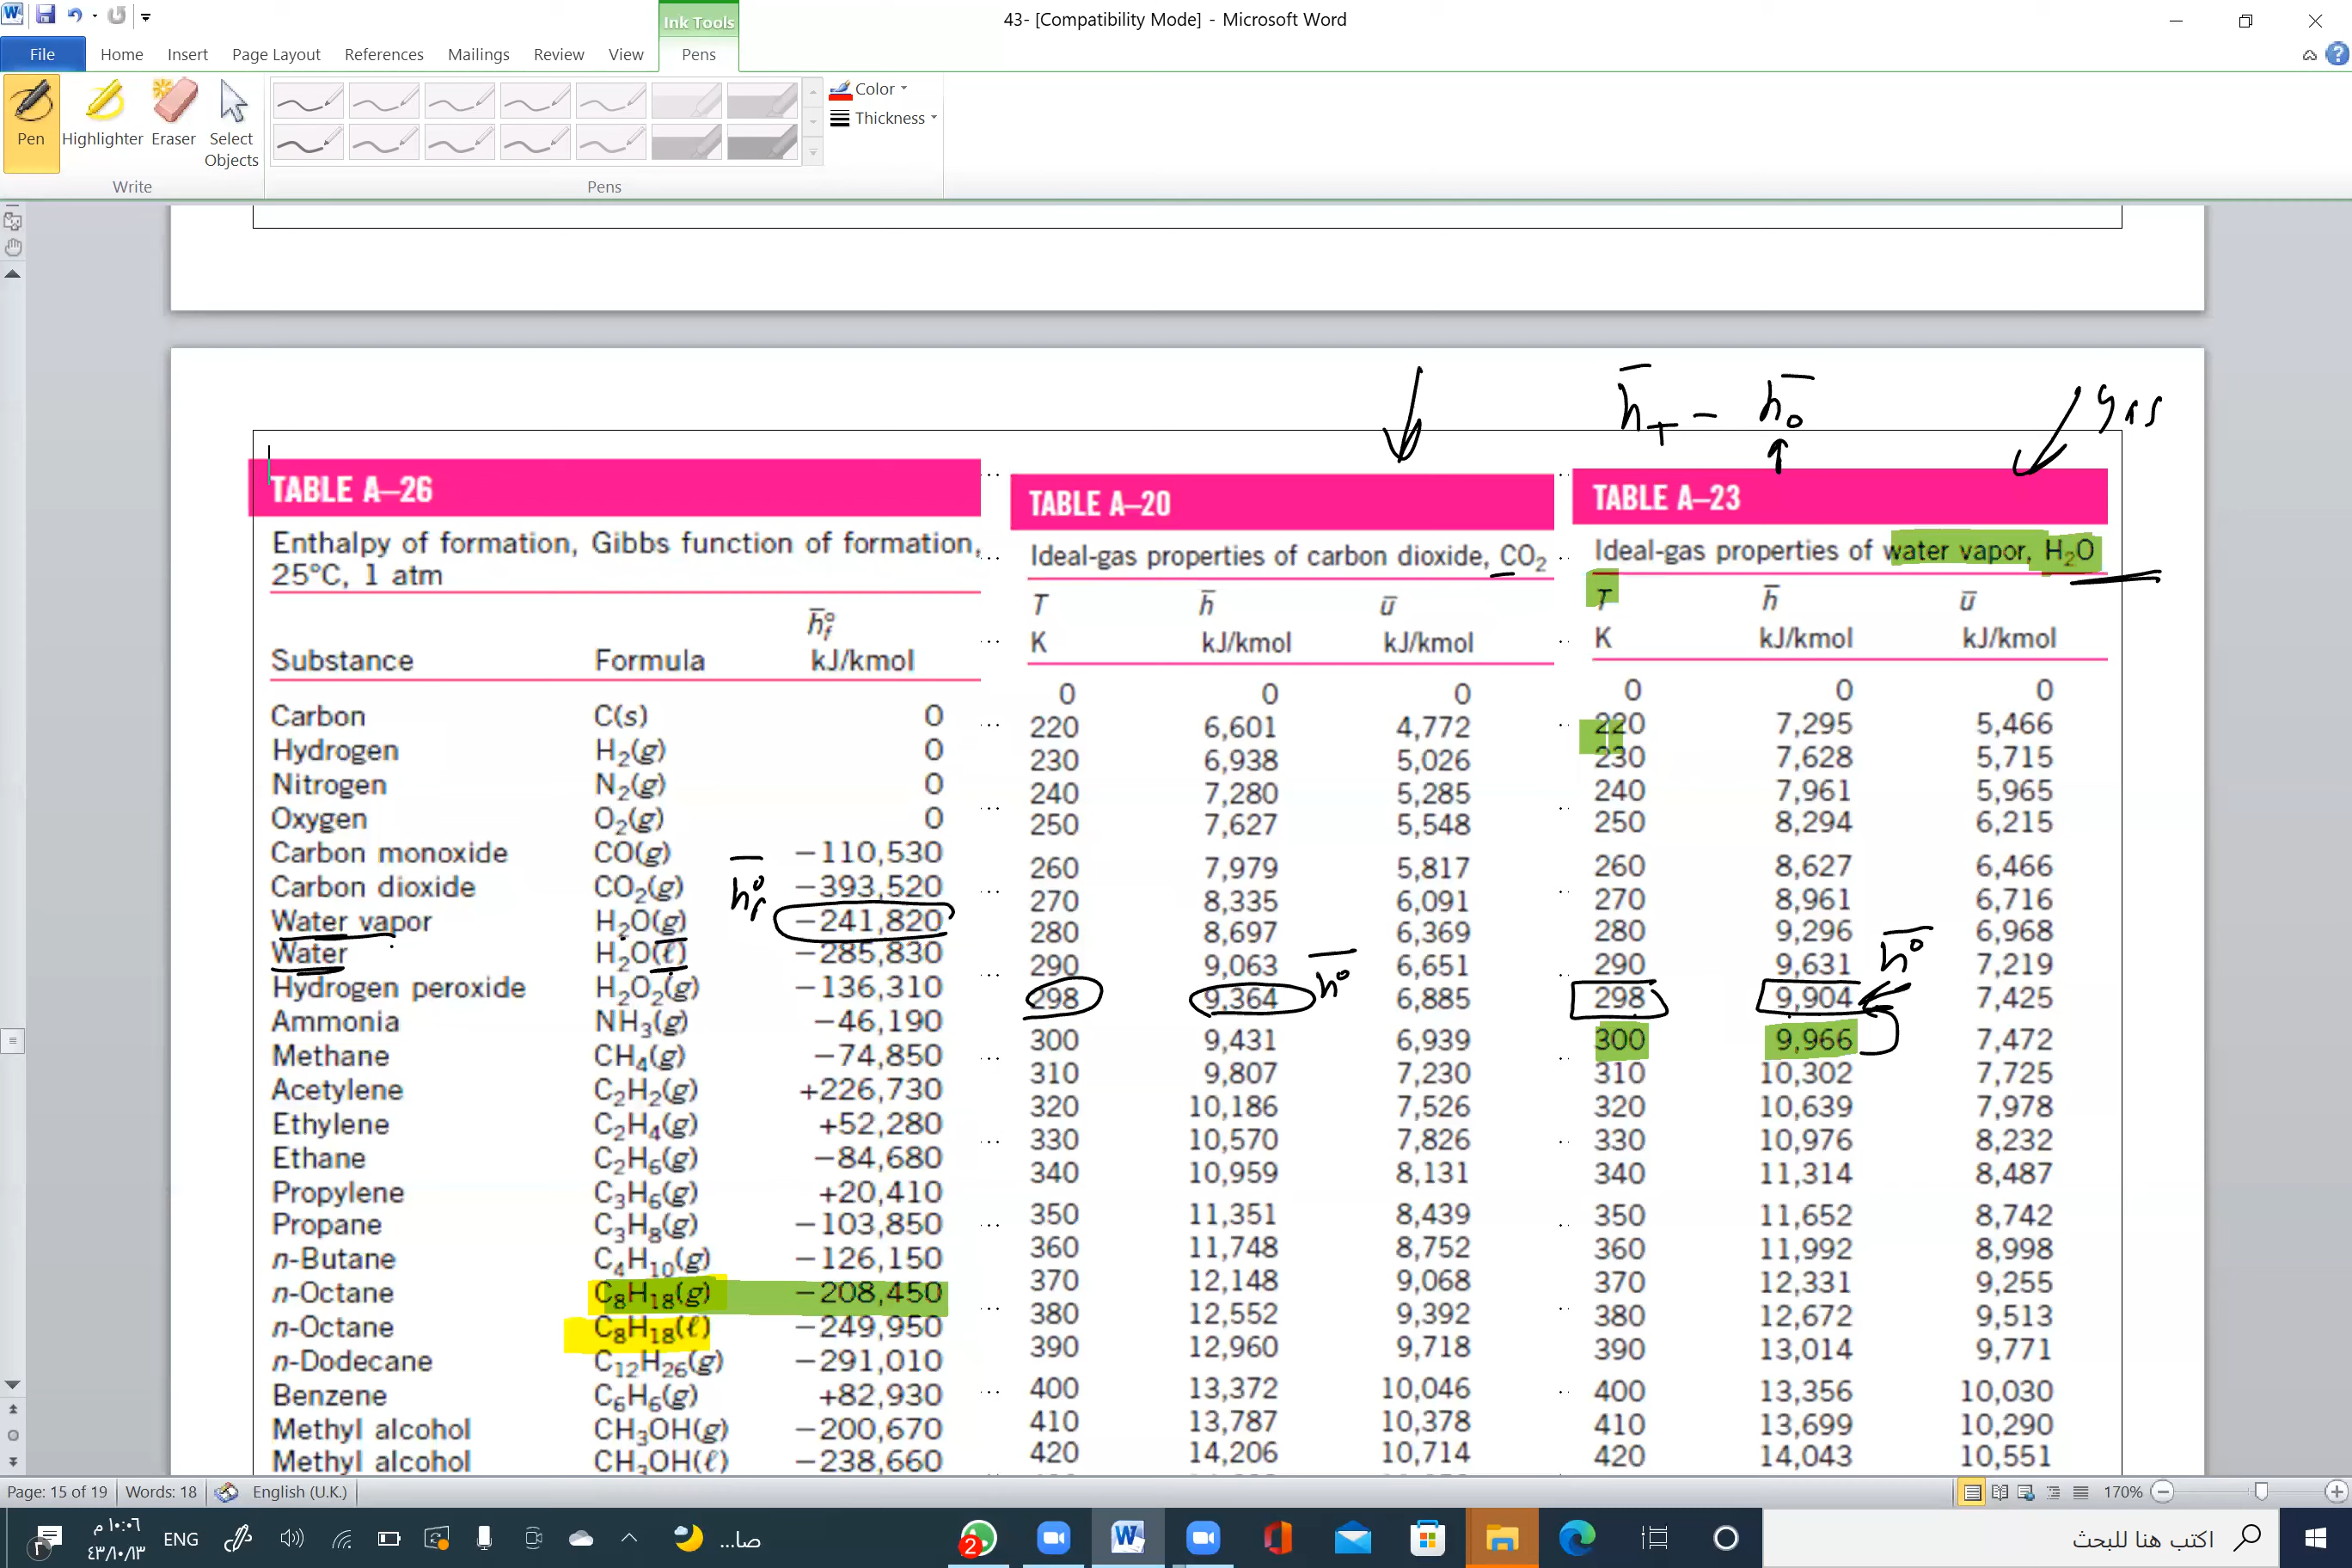 43- [Compatibility Mode] - Microsoft Word
Ink Tools
File Home Insert Page Layout References Mailings Review View Pens
Pen Highlighter Eraser Select Objects
Color
Thickness
Write Pens
h̄T − h̄o
gas
TABLE A–26
Enthalpy of formation, Gibbs function of formation,
25°C, 1 atm
h̄°f
Substance Formula kJ/kmol
Carbon C(s) 0
Hydrogen H2(g) 0
Nitrogen N2(g) 0
Oxygen O2(g) 0
Carbon monoxide CO(g) −110,530
Carbon dioxide CO2(g) −393,520
Water vapor H2O(g) −241,820
Water H2O(ℓ) −285,830
Hydrogen peroxide H2O2(g) −136,310
Ammonia NH3(g) −46,190
Methane CH4(g) −74,850
Acetylene C2H2(g) +226,730
Ethylene C2H4(g) +52,280
Ethane C2H6(g) −84,680
Propylene C3H6(g) +20,410
Propane C3H8(g) −103,850
n-Butane C4H10(g) −126,150
n-Octane C8H18(g) −208,450
n-Octane C8H18(ℓ) −249,950
n-Dodecane C12H26(g) −291,010
Benzene C6H6(g) +82,930
Methyl alcohol CH3OH(g) −200,670
Methyl alcohol CH3OH(ℓ) −238,660
h̄°f
TABLE A–20
Ideal-gas properties of carbon dioxide, CO2
T h̄ ū
K kJ/kmol kJ/kmol
0 0 0
220 6,601 4,772
230 6,938 5,026
240 7,280 5,285
250 7,627 5,548
260 7,979 5,817
270 8,335 6,091
280 8,697 6,369
290 9,063 6,651
298 9,364 6,885
300 9,431 6,939
310 9,807 7,230
320 10,186 7,526
330 10,570 7,826
340 10,959 8,131
350 11,351 8,439
360 11,748 8,752
370 12,148 9,068
380 12,552 9,392
390 12,960 9,718
400 13,372 10,046
410 13,787 10,378
420 14,206 10,714
h̄°
TABLE A–23
Ideal-gas properties of water vapor, H2O
T h̄ ū
K kJ/kmol kJ/kmol
0 0 0
220 7,295 5,466
230 7,628 5,715
240 7,961 5,965
250 8,294 6,215
260 8,627 6,466
270 8,961 6,716
280 9,296 6,968
290 9,631 7,219
298 9,904 7,425
300 9,966 7,472
310 10,302 7,725
320 10,639 7,978
330 10,976 8,232
340 11,314 8,487
350 11,652 8,742
360 11,992 8,998
370 12,331 9,255
380 12,672 9,513
390 13,014 9,771
400 13,356 10,030
410 13,699 10,290
420 14,043 10,551
h̄°
Page: 15 of 19 Words: 18 English (U.K.) 170%
١٠:٠٦ م
٤٣/١٠/١٣
ENG
صا...
2
اكتب هنا للبحث